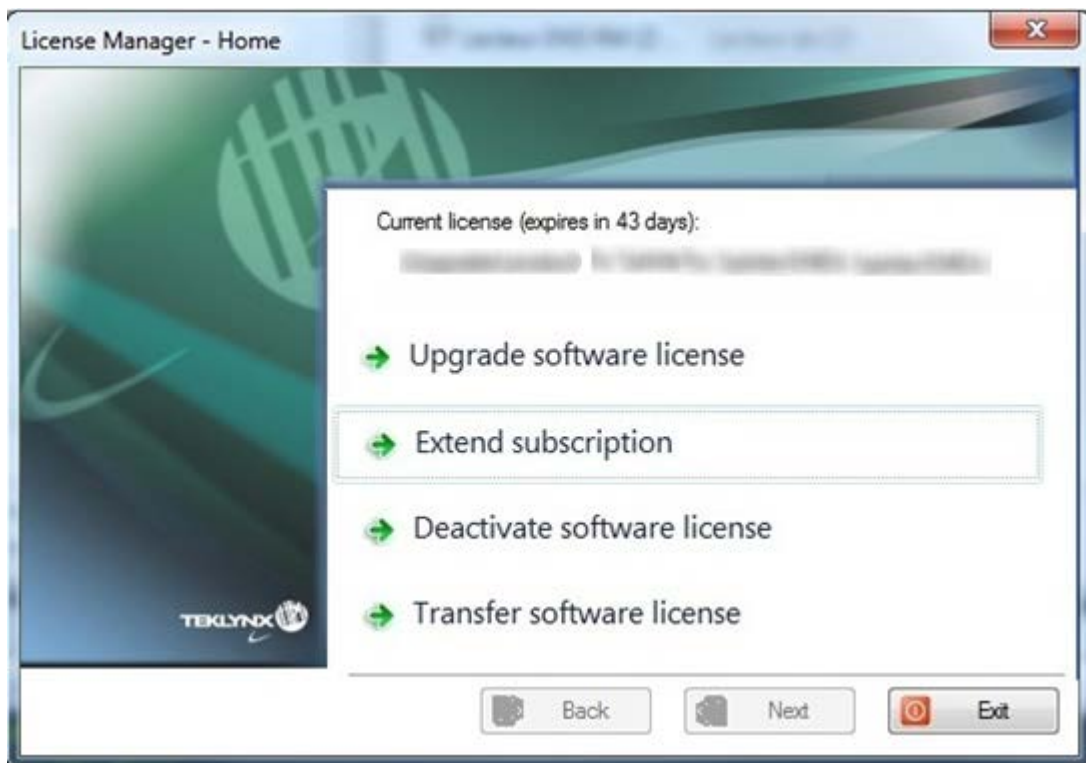 License Manager - Home
Current license (expires in 43 days):
Upgrade software license
Extend subscription
Deactivate software license
Transfer software license
TEKLYNX
Back
Next
Exit